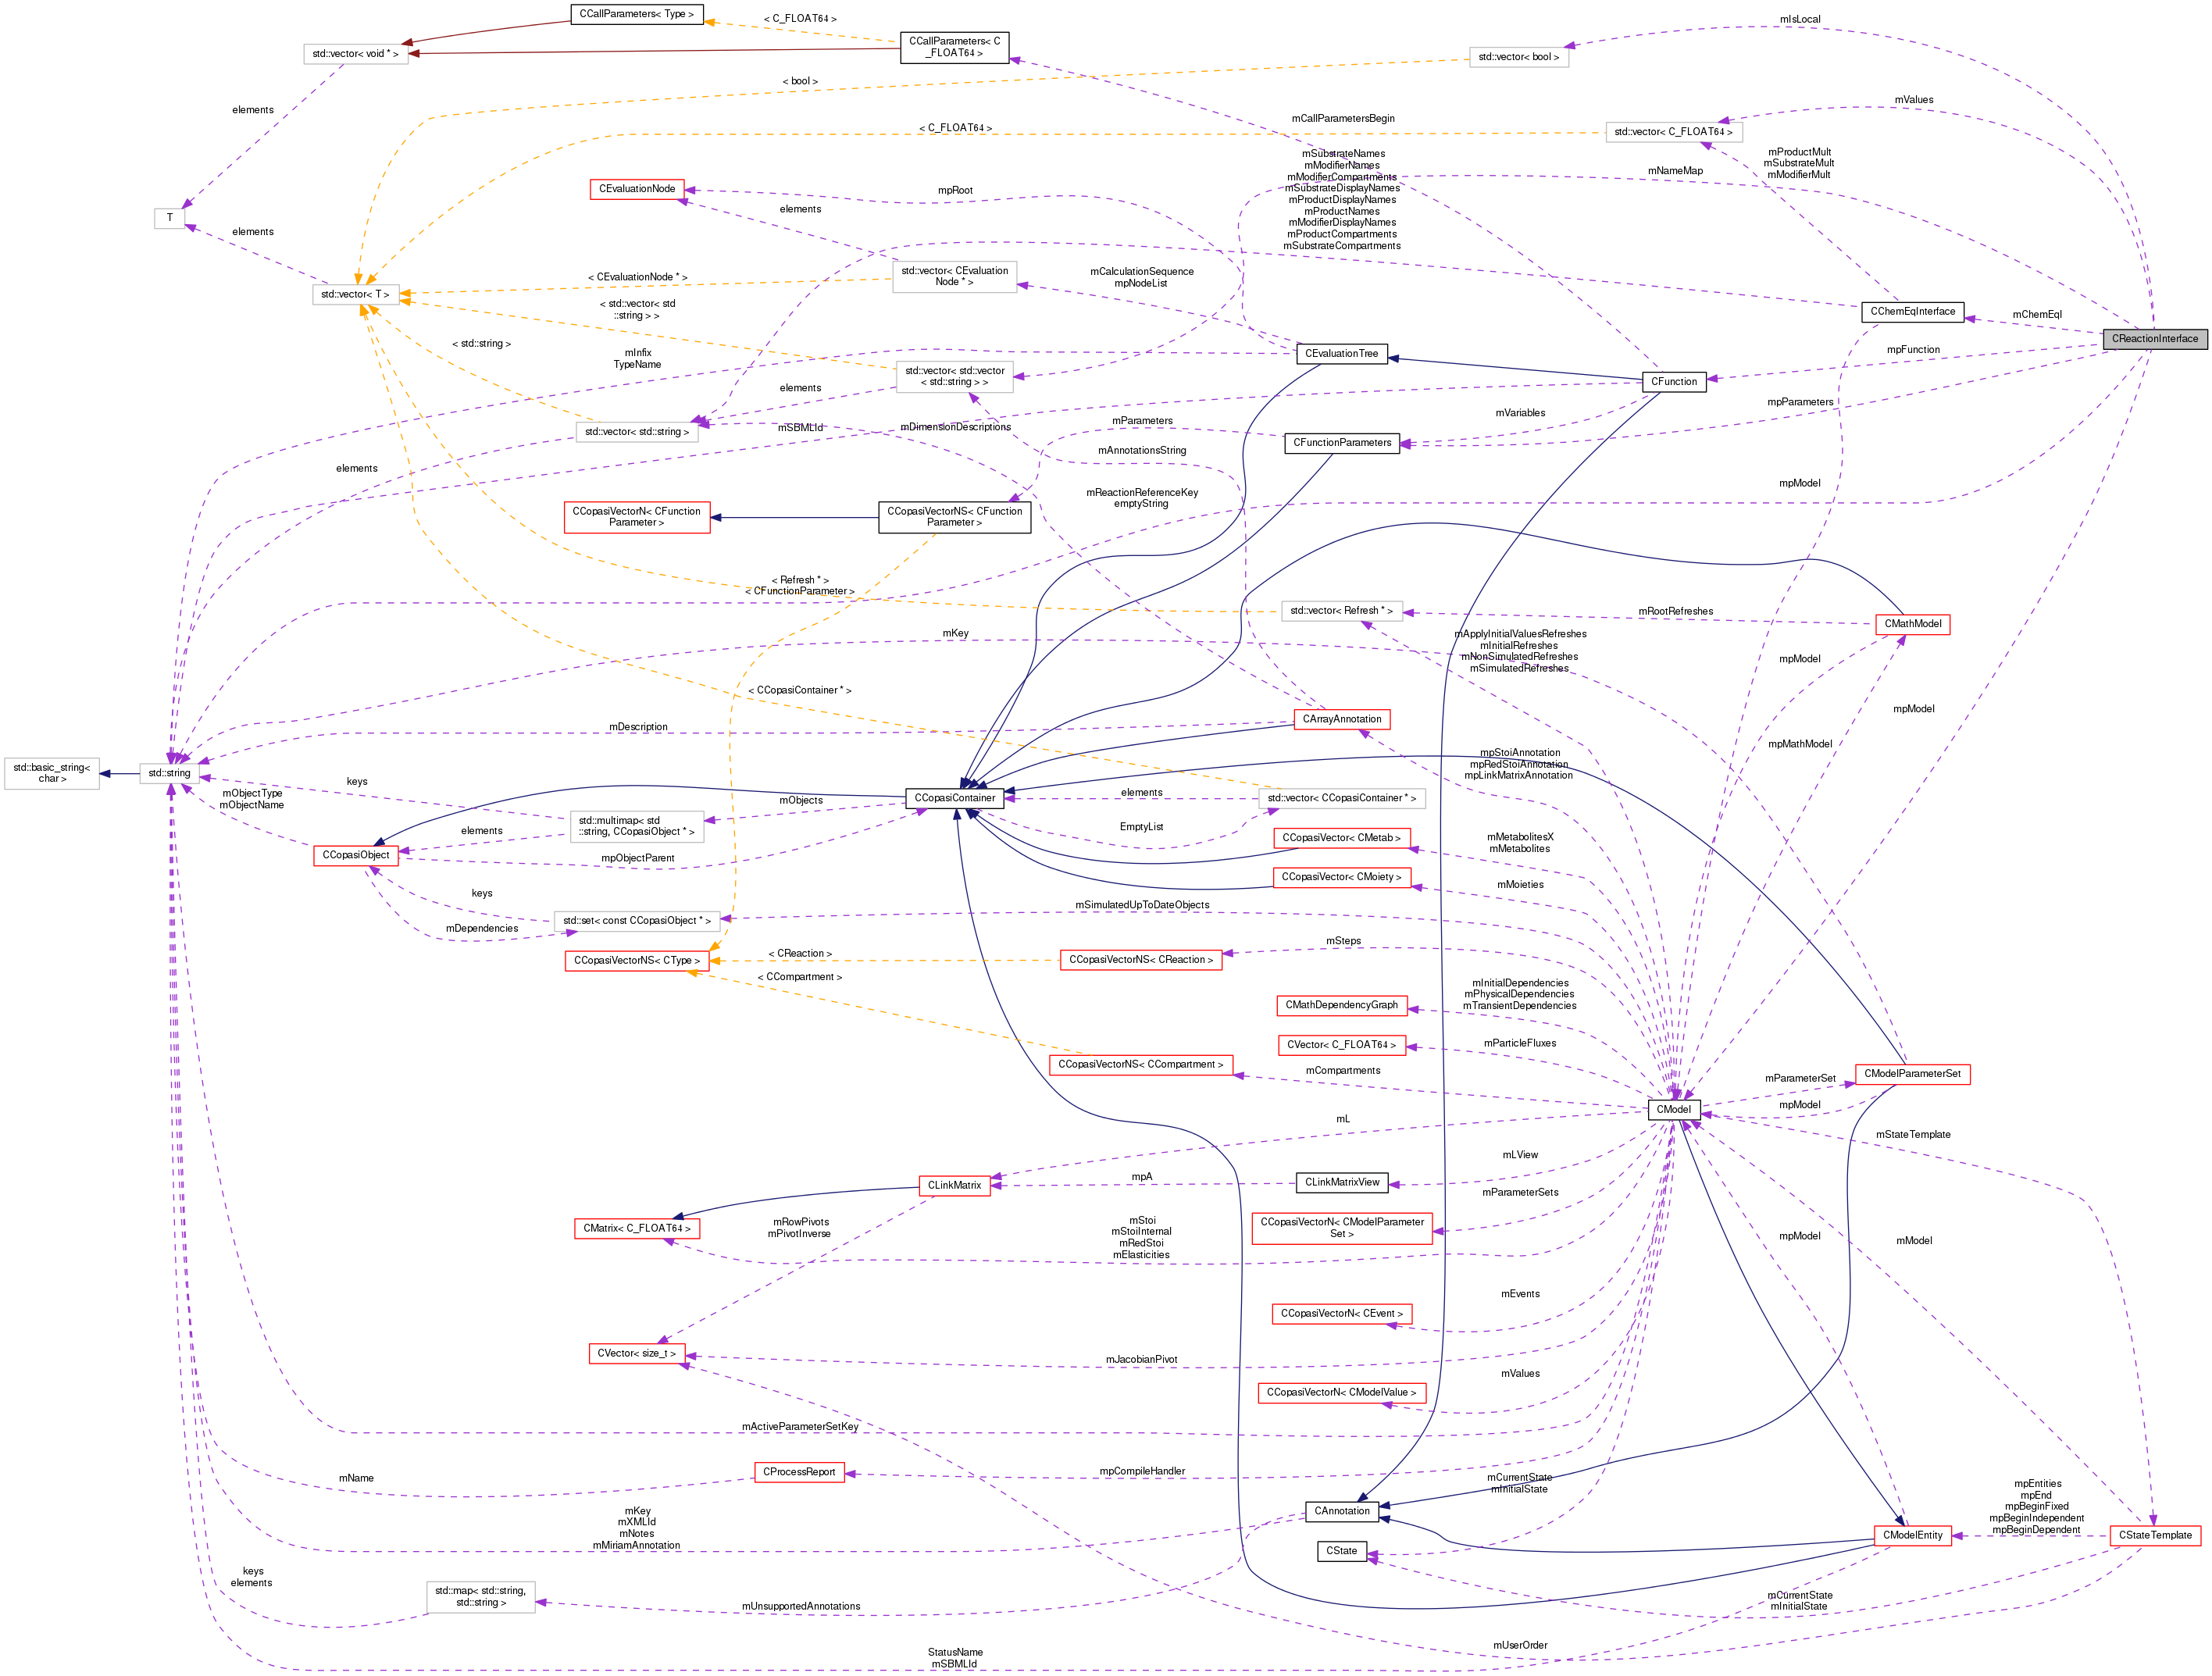 CCallParameters< Type >
< C_FLOAT64 >
mIsLocal
std::vector< void * >
CCallParameters< C
_FLOAT64 >
std::vector< bool >
< bool >
elements
mValues
mCallParametersBegin
< C_FLOAT64 >
std::vector< C_FLOAT64 >
mSubstrateNames
mModifierNames
mModifierCompartments
mSubstrateDisplayNames
mProductDisplayNames
mProductNames
mModifierDisplayNames
mProductCompartments
mSubstrateCompartments
mProductMult
mSubstrateMult
mModifierMult
mNameMap
CEvaluationNode
mpRoot
elements
T
elements
std::vector< CEvaluation
Node * >
mCalculationSequence
mpNodeList
< CEvaluationNode * >
std::vector< T >
< std::vector< std
::string > >
CChemEqInterface
mChemEqI
CReactionInterface
< std::string >
mInfix
TypeName
CEvaluationTree
mpFunction
std::vector< std::vector
< std::string > >
CFunction
elements
mpParameters
mVariables
mParameters
std::vector< std::string >
mSBMLId
mDimensionDescriptions
CFunctionParameters
mAnnotationsString
mpModel
elements
mReactionReferenceKey
emptyString
CCopasiVectorN< CFunction
Parameter >
CCopasiVectorNS< CFunction
Parameter >
< Refresh * >
< CFunctionParameter >
std::vector< Refresh * >
mRootRefreshes
CMathModel
mKey
mApplyInitialValuesRefreshes
mInitialRefreshes
mNonSimulatedRefreshes
mSimulatedRefreshes
mpModel
< CCopasiContainer * >
mpModel
CArrayAnnotation
mDescription
mpMathModel
mpStoiAnnotation
mpRedStoiAnnotation
mpLinkMatrixAnnotation
std::basic_string<
char >
std::string
keys
mObjectType
mObjectName
CCopasiContainer
elements
std::vector< CCopasiContainer * >
mObjects
std::multimap< std
::string, CCopasiObject * >
EmptyList
elements
CCopasiVector< CMetab >
mMetabolitesX
mMetabolites
CCopasiObject
mpObjectParent
CCopasiVector< CMoiety >
mMoieties
keys
mDependencies
std::set< const CCopasiObject * >
mSimulatedUpToDateObjects
mSteps
CCopasiVectorNS< CType >
< CReaction >
CCopasiVectorNS< CReaction >
< CCompartment >
mInitialDependencies
mPhysicalDependencies
mTransientDependencies
CMathDependencyGraph
CVector< C_FLOAT64 >
mParticleFluxes
CCopasiVectorNS< CCompartment >
mCompartments
CModelParameterSet
mParameterSet
mpModel
CModel
mL
mStateTemplate
mLView
mpA
CLinkMatrix
CLinkMatrixView
mParameterSets
CMatrix< C_FLOAT64 >
mRowPivots
mPivotInverse
mStoi
mStoiInternal
mRedStoi
mElasticities
CCopasiVectorN< CModelParameter
Set >
mpModel
mModel
mEvents
CCopasiVectorN< CEvent >
CVector< size_t >
mJacobianPivot
mValues
CCopasiVectorN< CModelValue >
mActiveParameterSetKey
CProcessReport
mName
mpCompileHandler
mCurrentState
mInitialState
mpEntities
mpEnd
mpBeginFixed
mpBeginIndependent
mpBeginDependent
mKey
mXMLId
mNotes
mMiriamAnnotation
CAnnotation
CModelEntity
CStateTemplate
CState
keys
elements
std::map< std::string,
std::string >
mUnsupportedAnnotations
mCurrentState
mInitialState
mUserOrder
StatusName
mSBMLId